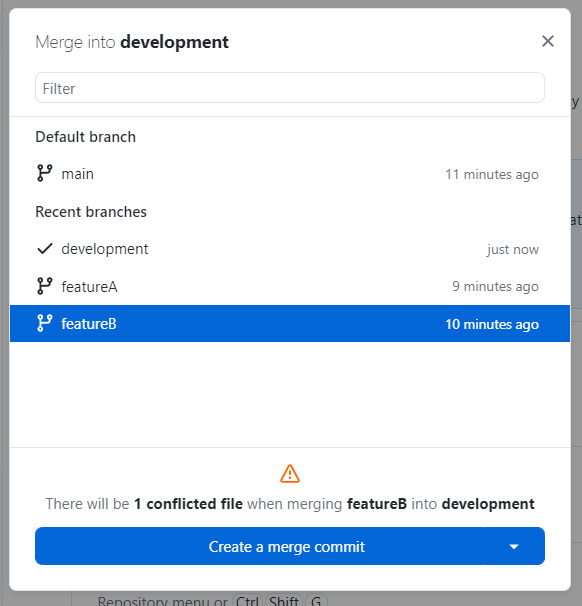 Merge into development
Filter
Default branch
main 11 minutes ago
Recent branches
development just now
featureA 9 minutes ago
featureB 10 minutes ago
There will be 1 conflicted file when merging featureB into development
Create a merge commit
Repository menu or Ctrl Shift G